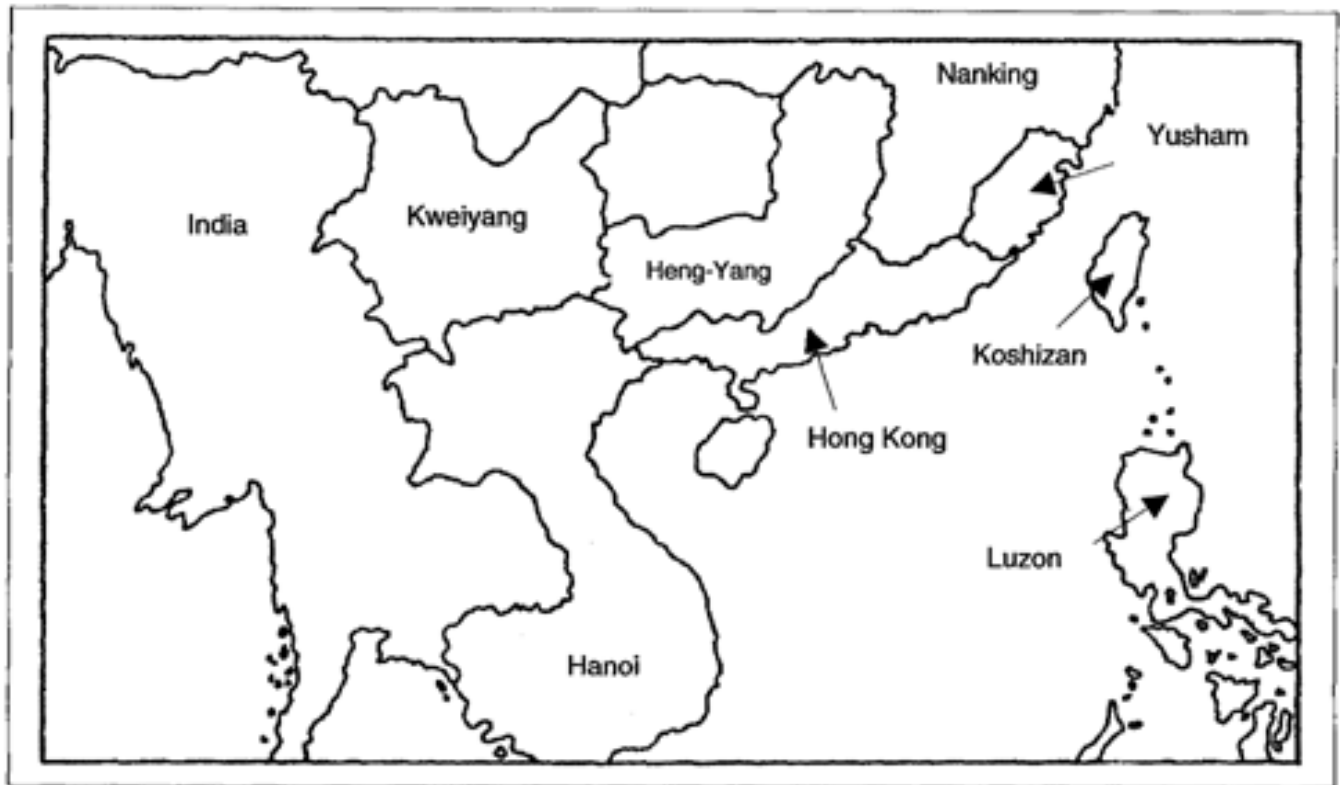 Nanking
Yusham
India
Kweiyang
Heng-Yang
Koshizan
Hong Kong
Luzon
Hanoi